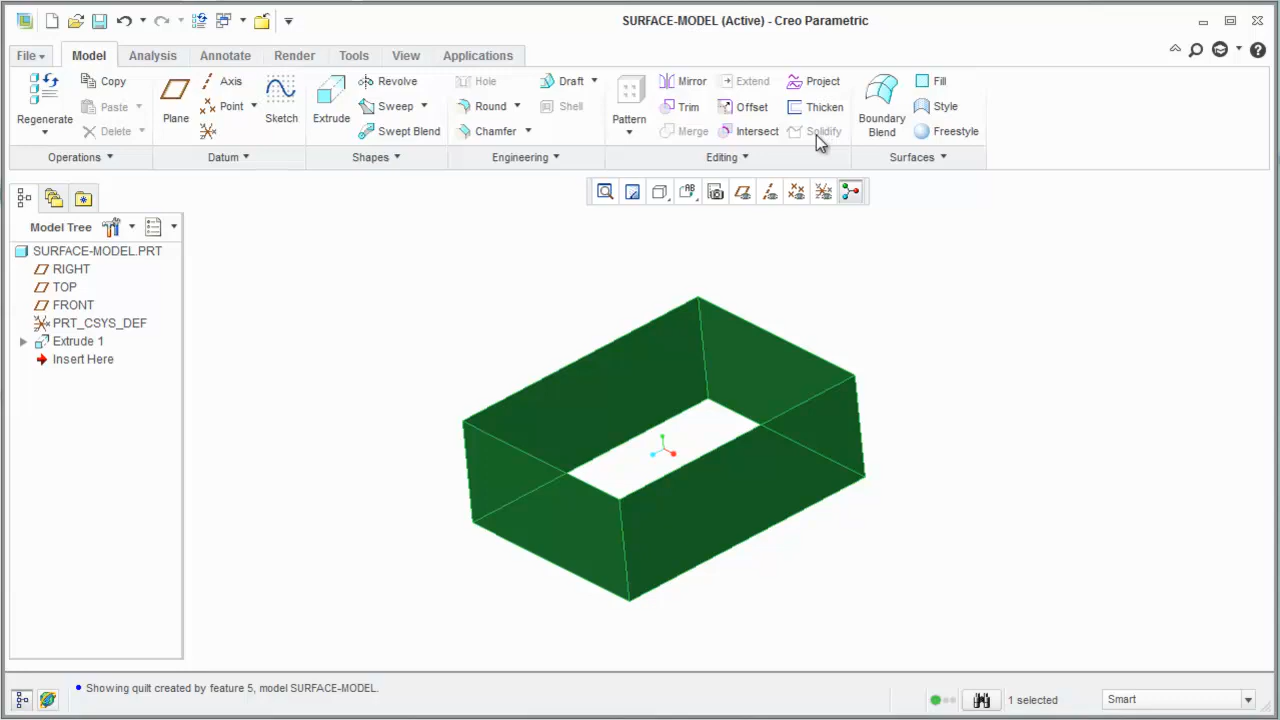 SURFACE-MODEL (Active) - Creo Parametric
File Model Analysis Annotate Render Tools View Applications
Regenerate
Copy
Paste
Delete
Operations
Plane
Axis
Point
Sketch
Datum
Extrude
Revolve
Sweep
Swept Blend
Shapes
Hole
Round
Chamfer
Draft
Shell
Engineering
Pattern
Mirror
Trim
Merge
Extend
Offset
Intersect
Project
Thicken
Solidify
Editing
Boundary
Blend
Fill
Style
Freestyle
Surfaces
Model Tree
SURFACE-MODEL.PRT
RIGHT
TOP
FRONT
PRT_CSYS_DEF
Extrude 1
Insert Here
Showing quilt created by feature 5, model SURFACE-MODEL.
1 selected
Smart